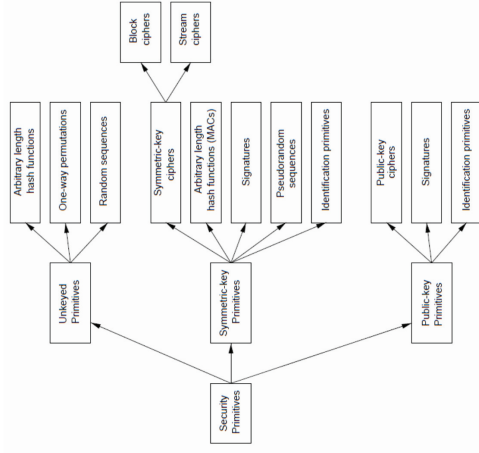 Security
Primitives
Unkeyed
Primitives
Arbitrary length
hash functions
One-way permutations
Random sequences
Symmetric-key
Primitives
Symmetric-key
ciphers
Block
ciphers
Stream
ciphers
Arbitrary length
hash functions (MACs)
Signatures
Pseudorandom
sequences
Identification primitives
Public-key
Primitives
Public-key
ciphers
Signatures
Identification primitives